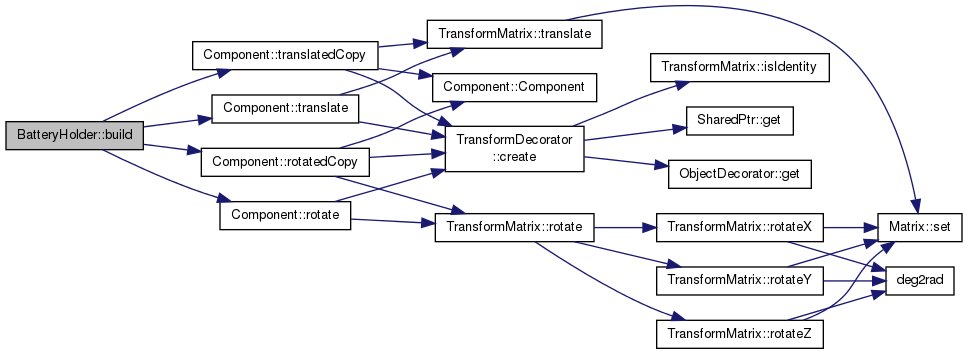 BatteryHolder::build
Component::translatedCopy
Component::translate
Component::rotatedCopy
Component::rotate
TransformMatrix::translate
Component::Component
TransformDecorator
::create
TransformMatrix::rotate
TransformMatrix::isIdentity
SharedPtr::get
ObjectDecorator::get
TransformMatrix::rotateX
TransformMatrix::rotateY
TransformMatrix::rotateZ
Matrix::set
deg2rad